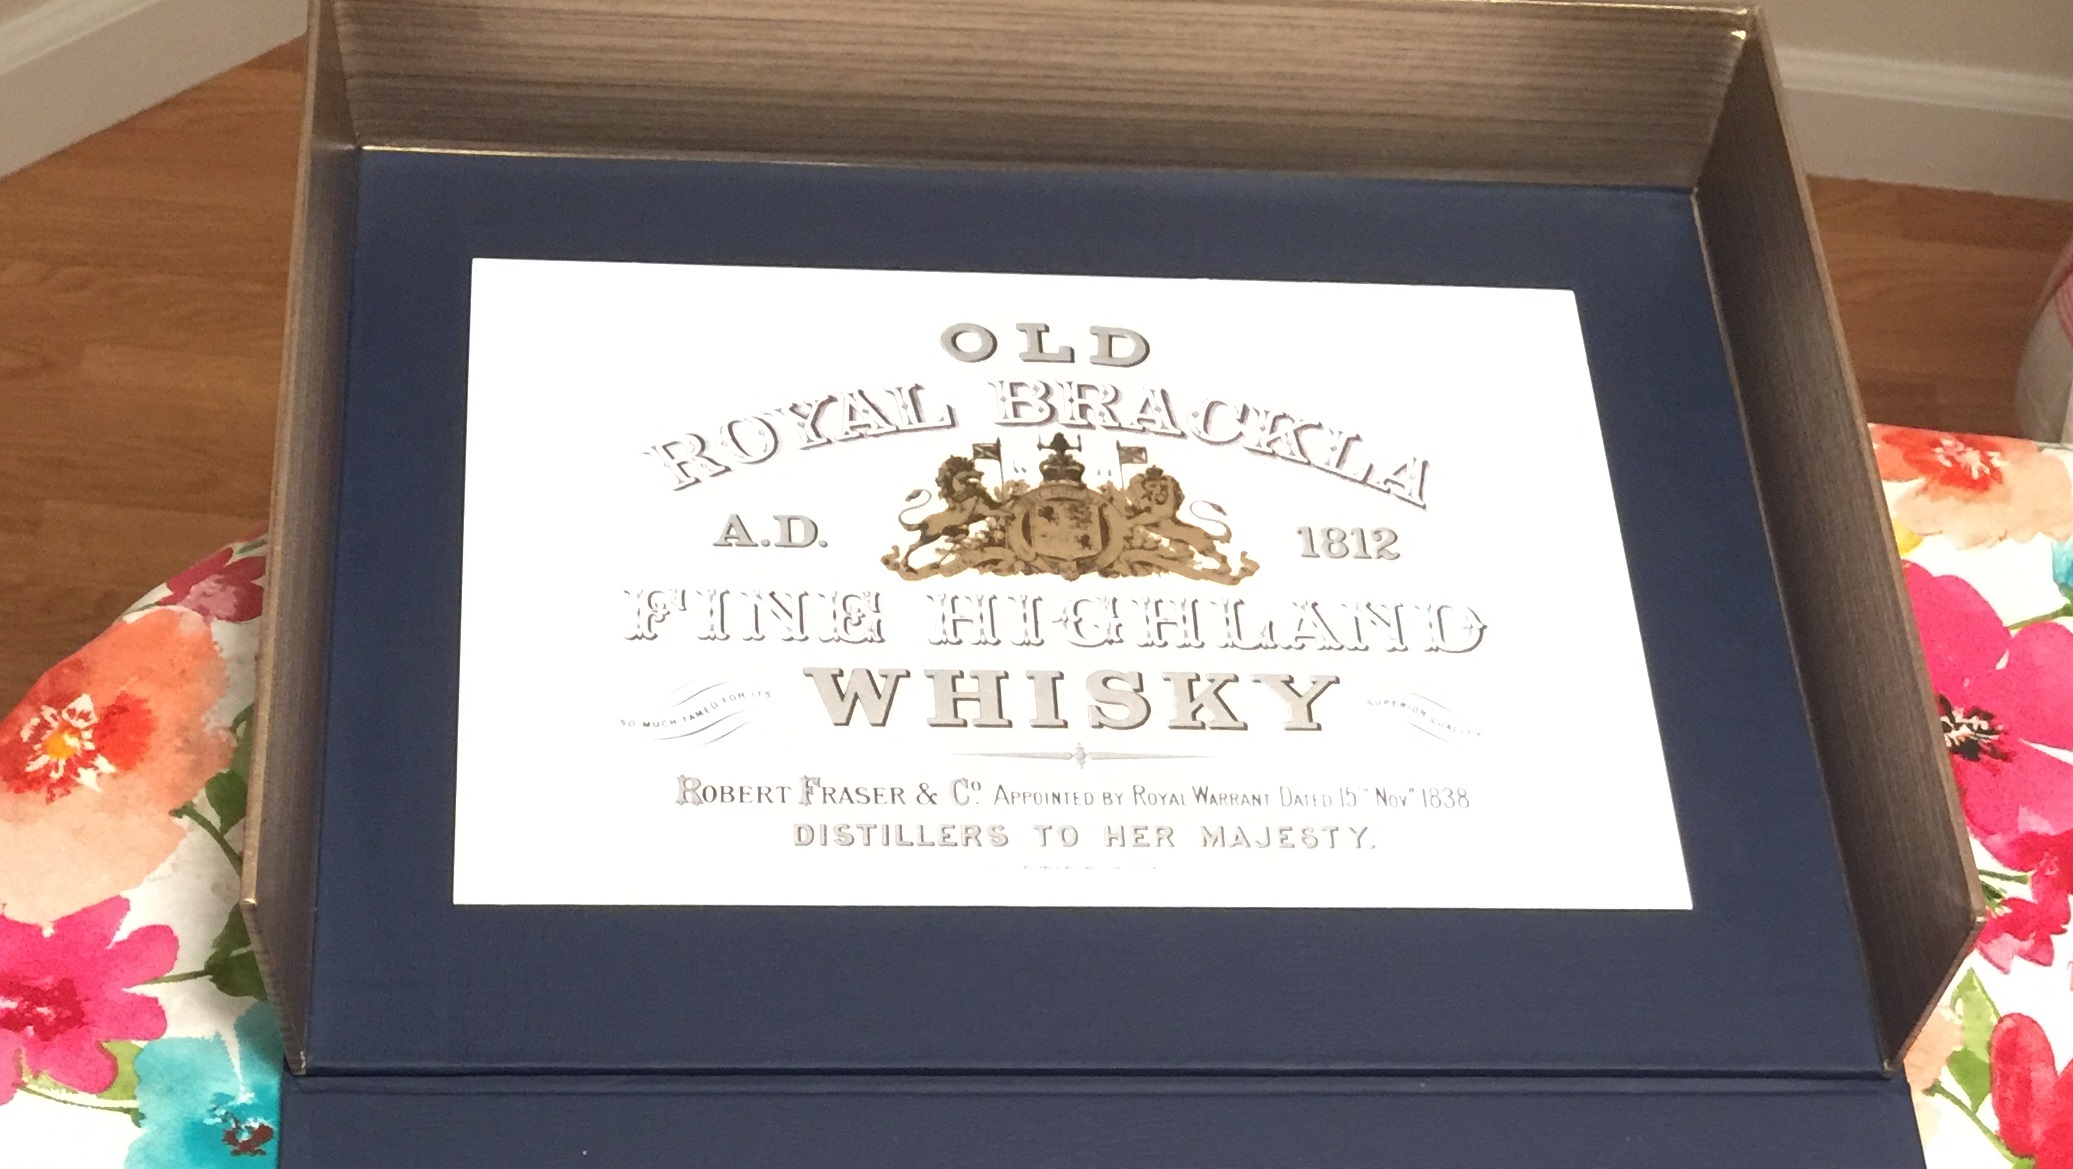 OLD
ROYAL BRACKLA
A.D. 1812
FINE HIGHLAND
SO MUCH FAMED FOR ITS WHISKY SUPERIOR QUALITY
ROBERT FRASER & Cº. APPOINTED BY ROYAL WARRANT DATED 15TH NOVR 1838
DISTILLERS TO HER MAJESTY.